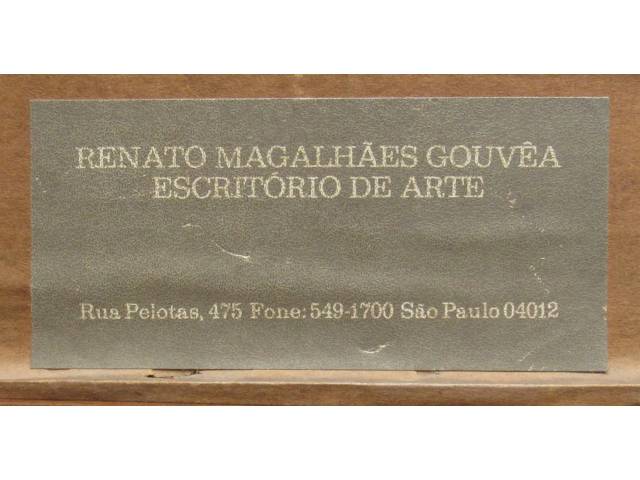 RENATO MAGALHÃES GOUVÊA
ESCRITÓRIO DE ARTE
Rua Pelotas, 475 Fone: 549-1700 São Paulo 04012